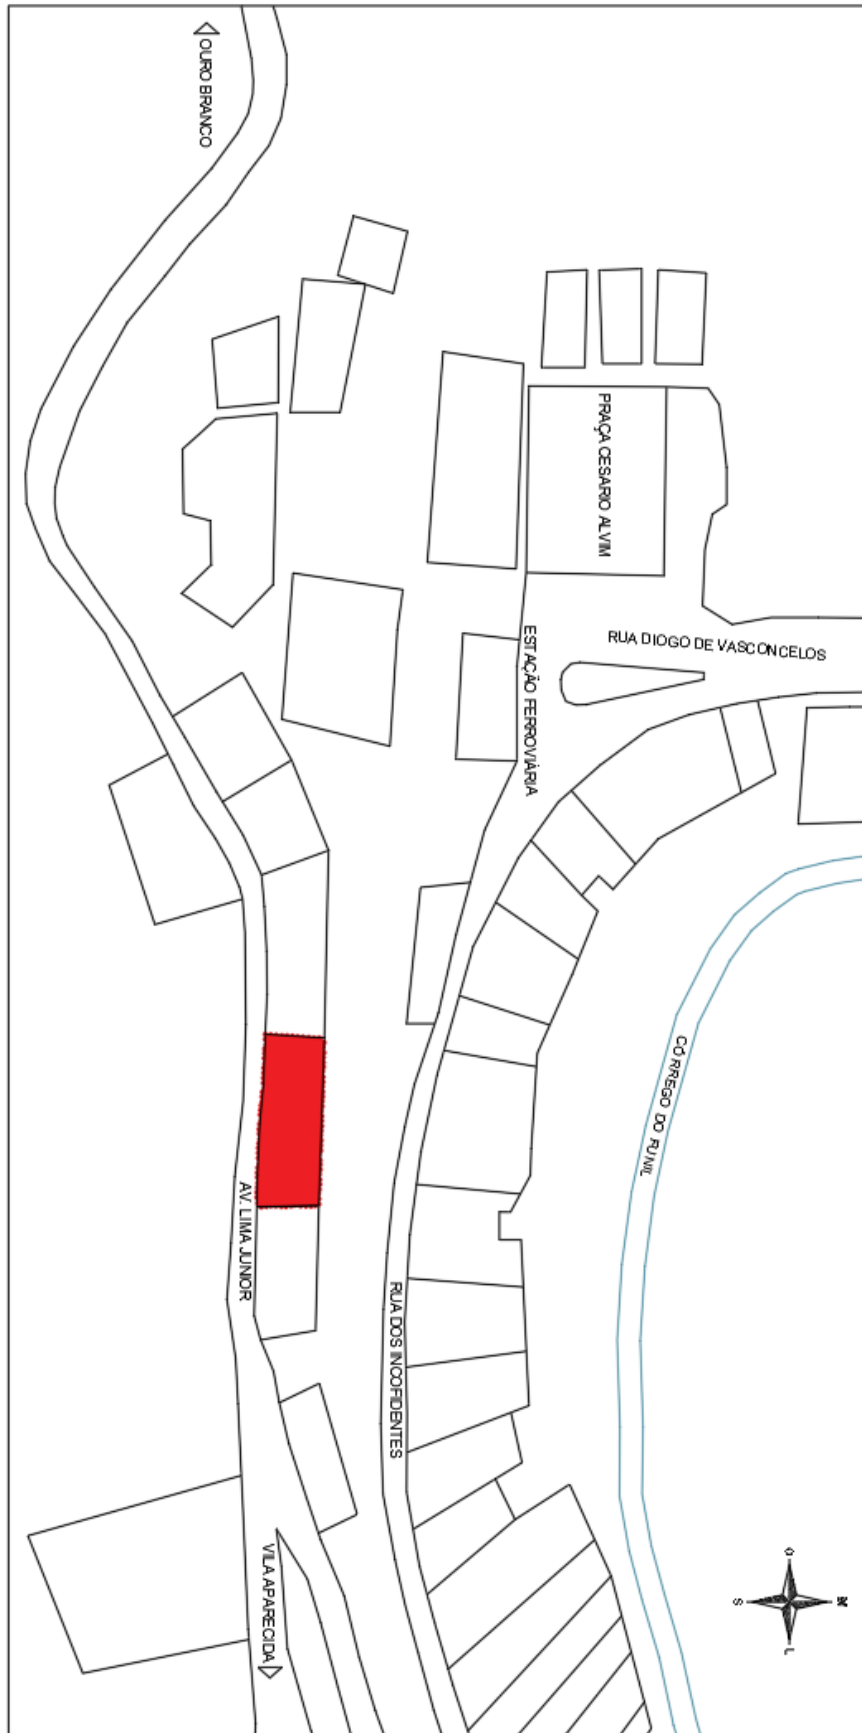 OURO BRANCO
PRAÇA CESARIO ALVIM
RUA DIOGO DE VASCONCELOS
ESTAÇÃO FERROVIÁRIA
CÓRREGO DO FUNIL
AV. LIMA JUNIOR
RUA DOS INCOFIDENTES
VILA APARECIDA
O
N
S
L